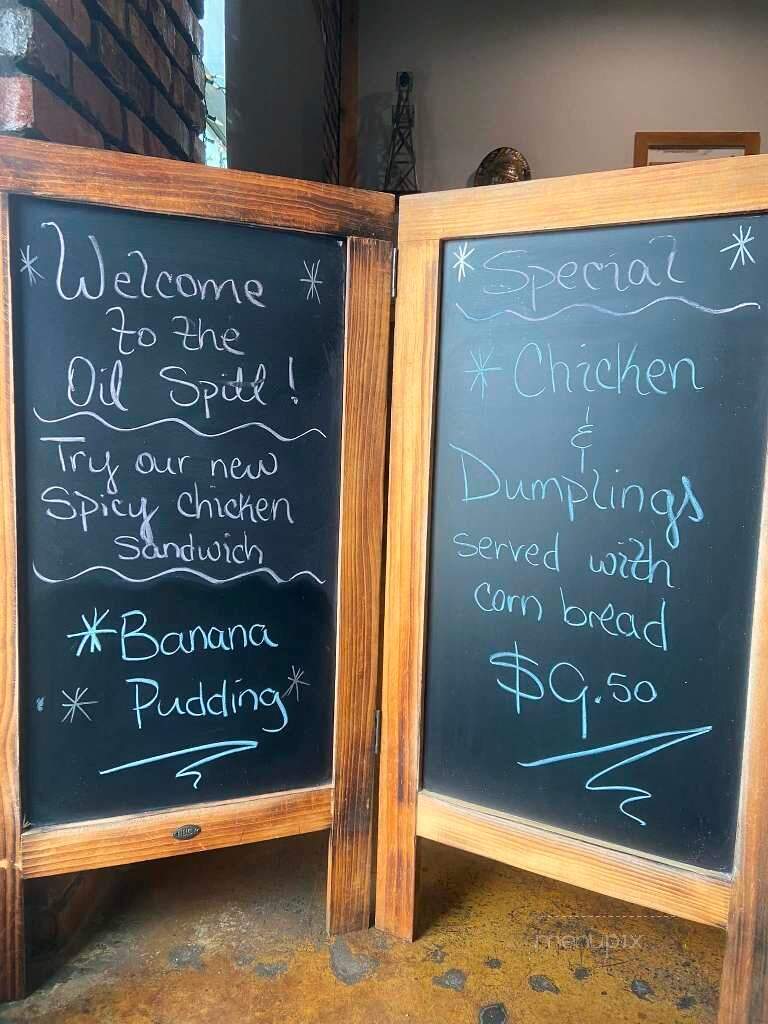 * Welcome *
to the
Oil Spill!
Try our new
Spicy chicken
sandwich
* Banana
* Pudding *
* Special *
* Chicken
&
Dumplings
served with
corn bread
$9.50
menupix